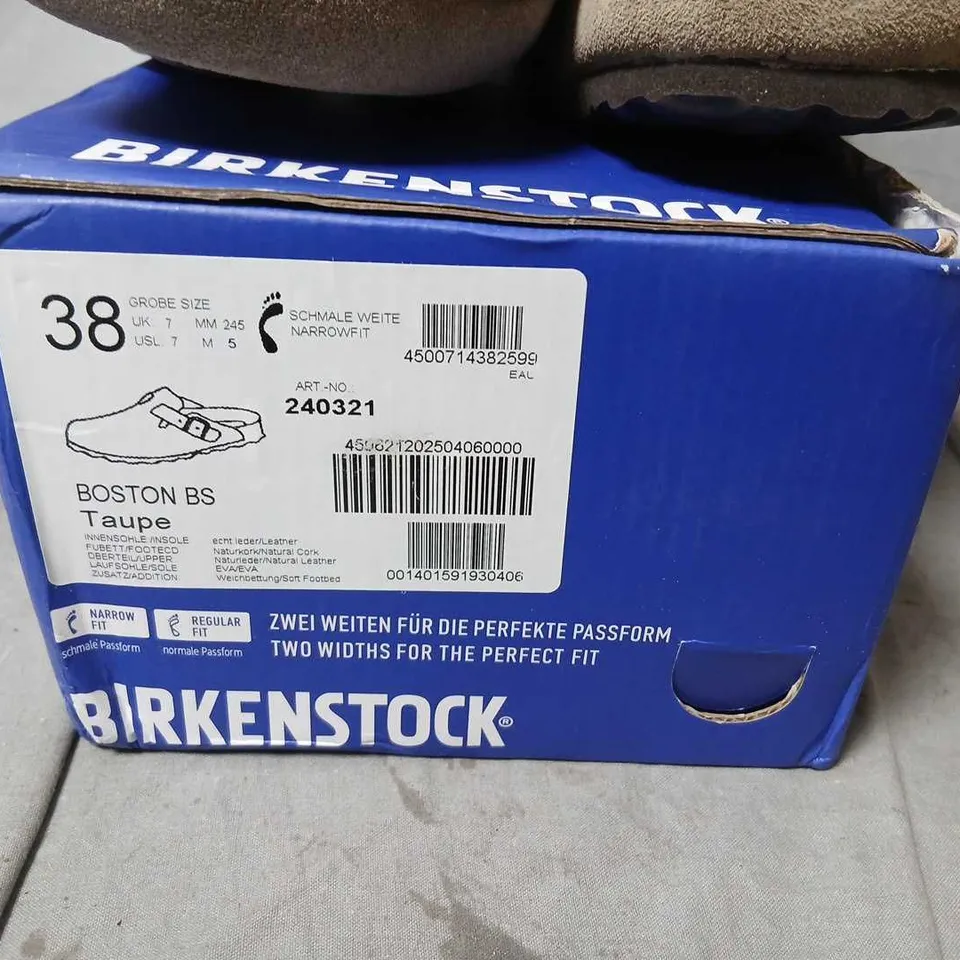 BIRKENSTOCK®
38
GROBE SIZE
UK. 7 MM 245
USL. 7 M 5
SCHMALE WEITE
NARROWFIT
4500714382599
EAL
ART-NO.:
240321
450621202504060000
BOSTON BS
Taupe
INNENSOHLE/INSOLE echt leder/Leather
FUBETT/FOOTECD Naturkork/Natural Cork
OBERTEIL/UPPER Naturleder/Natural Leather
LAUFSOHLE/SOLE EVA/EVA
ZUSATZ/ADDITION Weichbettung/Soft Footbed
001401591930406
NARROW
FIT
schmale Passform
REGULAR
FIT
normale Passform
ZWEI WEITEN FÜR DIE PERFEKTE PASSFORM
TWO WIDTHS FOR THE PERFECT FIT
BIRKENSTOCK®